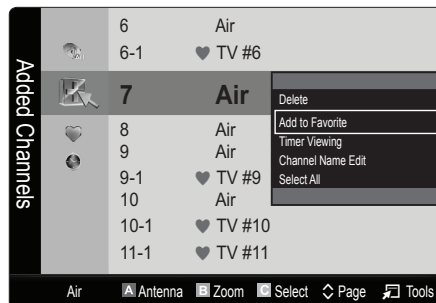 Added Channels
6 Air
6-1 ♥ TV #6
7 Air
8 Air
9 Air
9-1 ♥ TV #9
10 Air
10-1 ♥ TV #10
11-1 ♥ TV #11
Delete
Add to Favorite
Timer Viewing
Channel Name Edit
Select All
Air A Antenna B Zoom C Select Page Tools